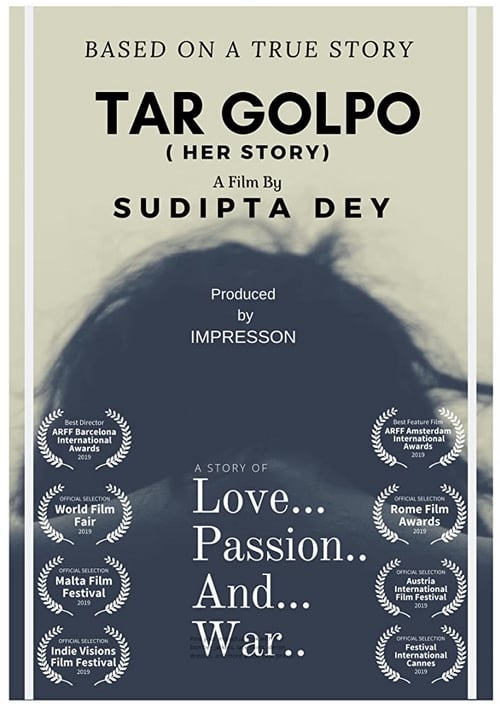 BASED ON A TRUE STORY
TAR GOLPO
( HER STORY)
A Film By
SUDIPTA DEY
Produced
by
IMPRESSON
Best Director
ARFF Barcelona
International
Awards
2019
OFFICIAL SELECTION
World Film
Fair
2019
OFFICIAL SELECTION
Malta Film
Festival
2019
OFFICIAL SELECTION
Indie Visions
Film Festival
2019
A STORY OF
Love...
Passion..
And...
War..
Best Feature Film
ARFF Amsterdam
International
Awards
2019
OFFICIAL SELECTION
Rome Film
Awards
2019
OFFICIAL SELECTION
Austria
International
Film Festival
2019
OFFICIAL SELECTION
Festival
International
Cannes
2019